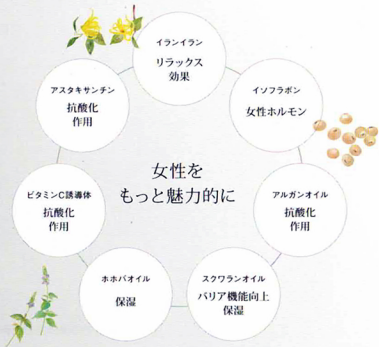 イランイラン
リラックス
効果
イソフラボン
女性ホルモン
アルガンオイル
抗酸化
作用
スクワランオイル
バリア機能向上
保湿
ホホバオイル
保湿
ビタミンC誘導体
抗酸化
作用
アスタキサンチン
抗酸化
作用
女性を
もっと魅力的に